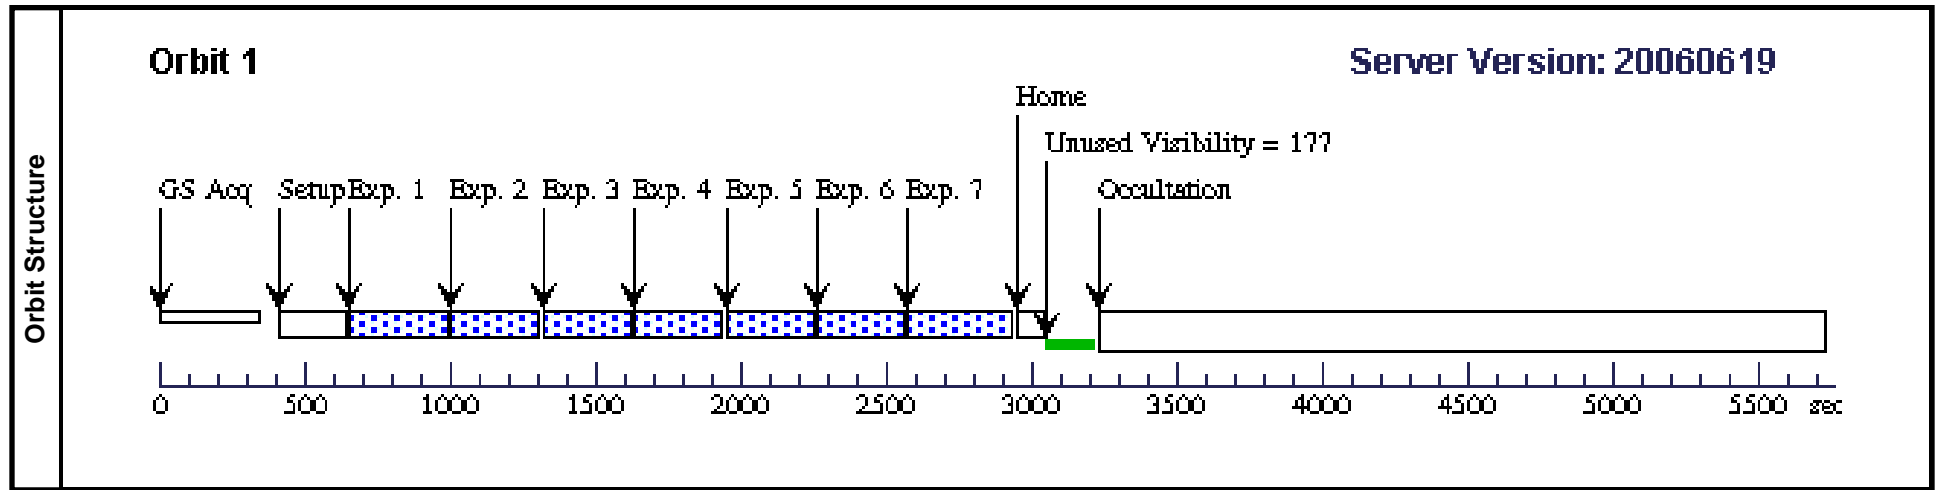 Orbit Structure
Orbit 1
Server Version: 20060619
Home
Unused Visibility = 177
GS Acq Setup Exp. 1 Exp. 2 Exp. 3 Exp. 4 Exp. 5 Exp. 6 Exp. 7 Occultation
0 500 1000 1500 2000 2500 3000 3500 4000 4500 5000 5500 sec